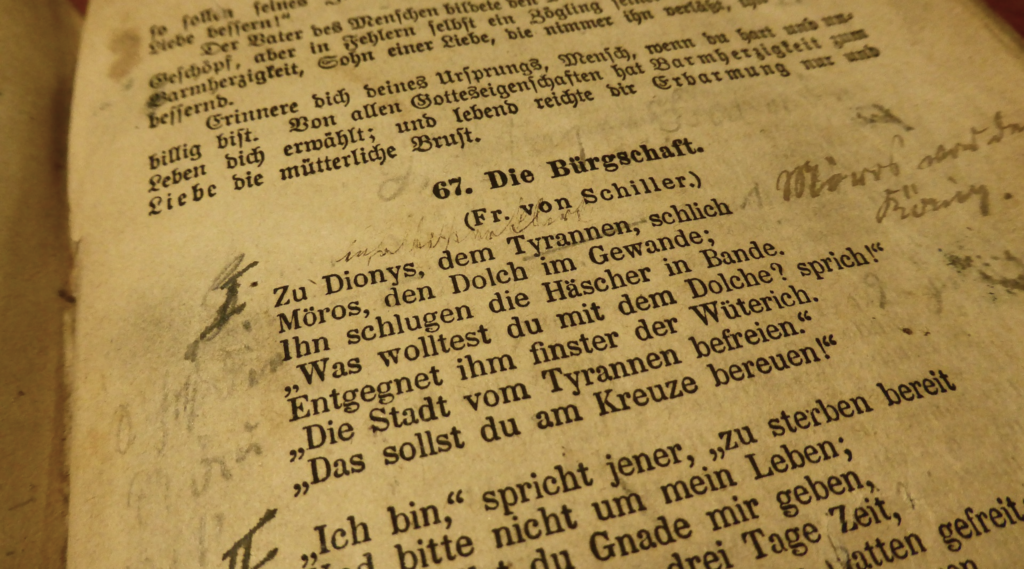 so sollen seines
Liebe bessern!"
Der Vater des Menschen bildete den
Geschöpf, aber in Fehlern selbst ein Zögling seiner
Barmherzigkeit, Sohn einer Liebe, die nimmer ihn verläßt, ihn
bessernd.
Erinnere dich deines Ursprungs, Mensch, wenn du hart und un-
billig bist. Von allen Gotteseigenschaften hat Barmherzigkeit zum
Leben dich erwählt; und lebend reichte dir Erbarmung nur und
Liebe die mütterliche Brust.
67. Die Bürgschaft.
(Fr. von Schiller.)
Möros vor dem
König.
I.
Zu Dionys, dem Tyrannen, schlich
Möros, den Dolch im Gewande;
Ihn schlugen die Häscher in Bande.
„Was wolltest du mit dem Dolche? sprich!“
Entgegnet ihm finster der Wüterich.
„Die Stadt vom Tyrannen befreien.“
„Das sollst du am Kreuze bereuen!“
II
„Ich bin,“ spricht jener, „zu sterben bereit
Und bitte nicht um mein Leben;
du Gnade mir geben,
drei Tage Zeit,
Gatten gefreit.